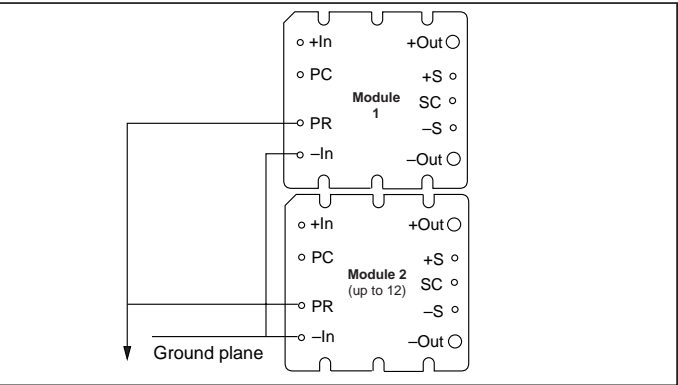 +In
+Out
PC
+S
Module
1
SC
PR
–S
–In
–Out
+In
+Out
PC
+S
Module 2
(up to 12)
SC
PR
–S
–In
–Out
Ground plane